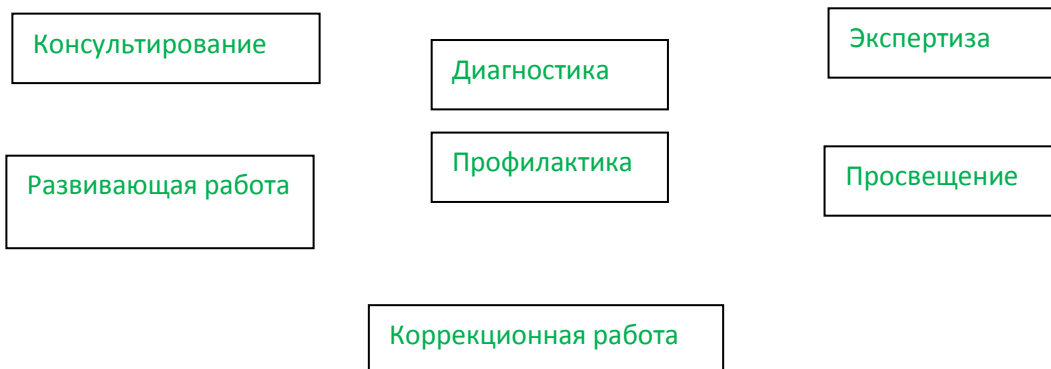 Консультирование
Диагностика
Экспертиза
Развивающая работа
Профилактика
Просвещение
Коррекционная работа